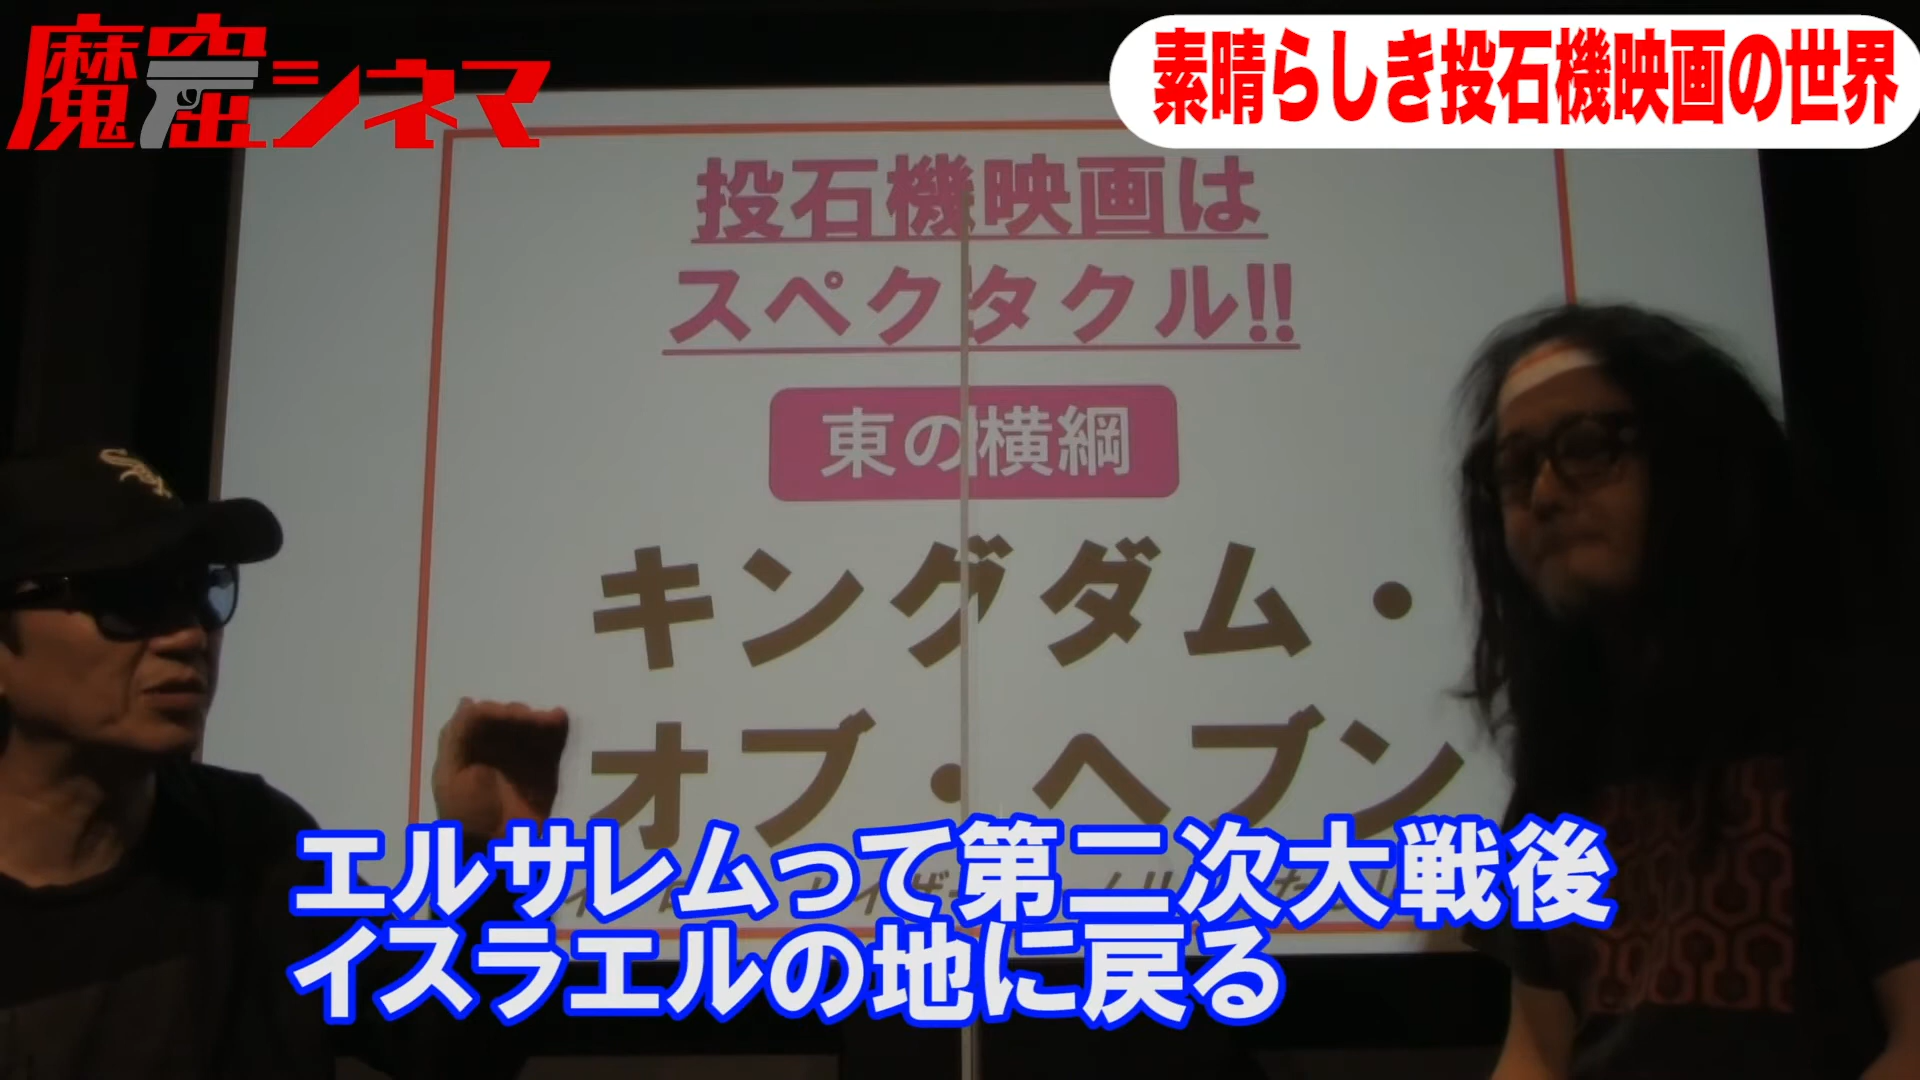 魔窟シネマ
素晴らしき投石機映画の世界
投石機映画は
スペクタクル!!
東の横綱
キングダム・
オブ・ヘブン
エルサレムって第二次大戦後
イスラエルの地に戻る